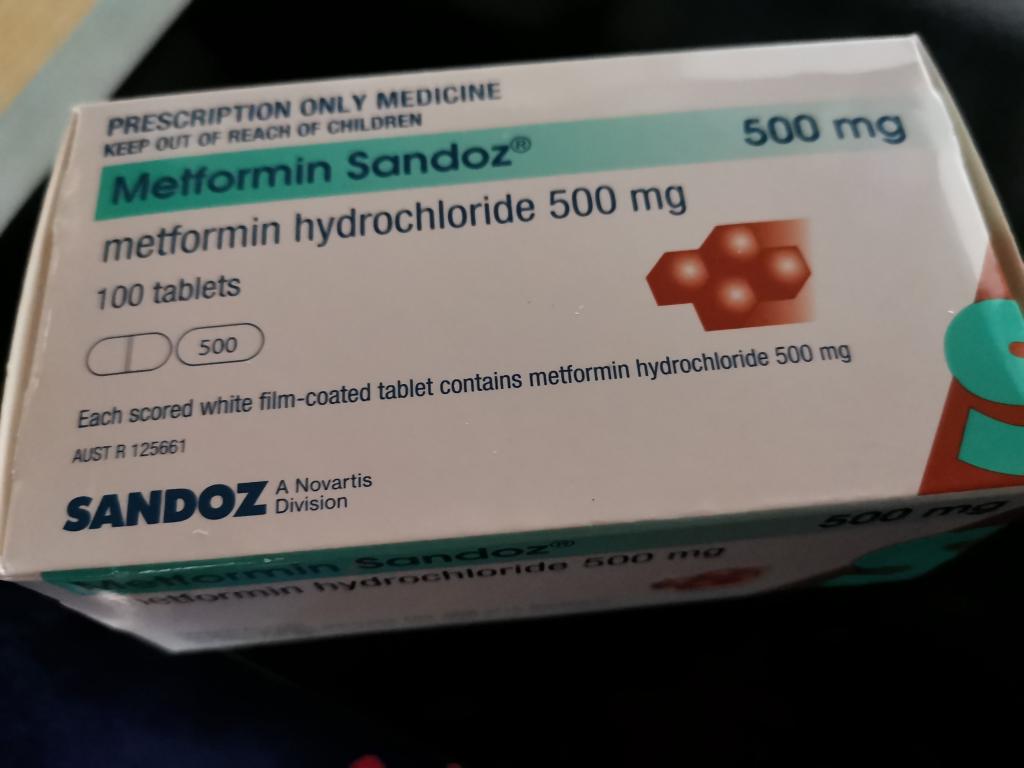 PRESCRIPTION ONLY MEDICINE
KEEP OUT OF REACH OF CHILDREN
Metformin Sandoz® 500 mg
metformin hydrochloride 500 mg
100 tablets
500
Each scored white film-coated tablet contains metformin hydrochloride 500 mg
AUST R 125661
SANDOZ A Novartis
Division
Metformin Sandoz® 500 mg
metformin hydrochloride 500 mg